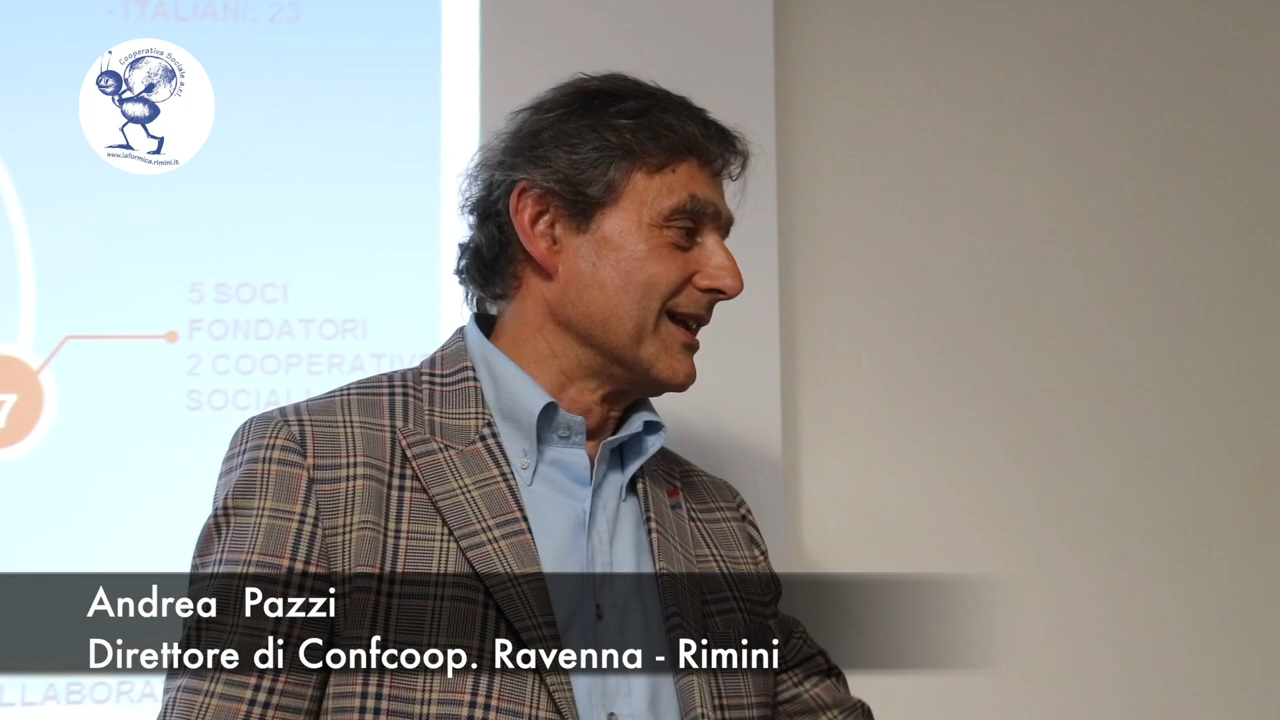 - ITALIANI: 23
Cooperativa Sociale a r.l.
www.laformica.rimini.it
5 SOCI
FONDATORI
2 COOPERATIVE
SOCIALI
7
Andrea Pazzi
Direttore di Confcoop. Ravenna - Rimini
LLABORA